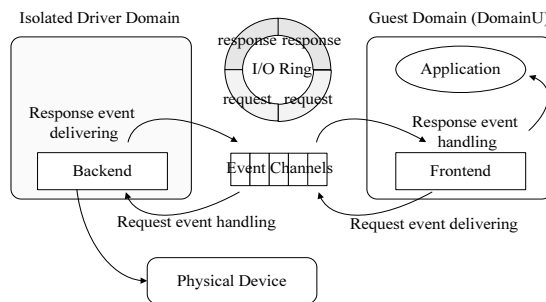 Isolated Driver Domain
Guest Domain (DomainU)
response response
I/O Ring
request request
Application
Response event
delivering
Response event
handling
Backend
Event Channels
Frontend
Request event handling
Request event delivering
Physical Device